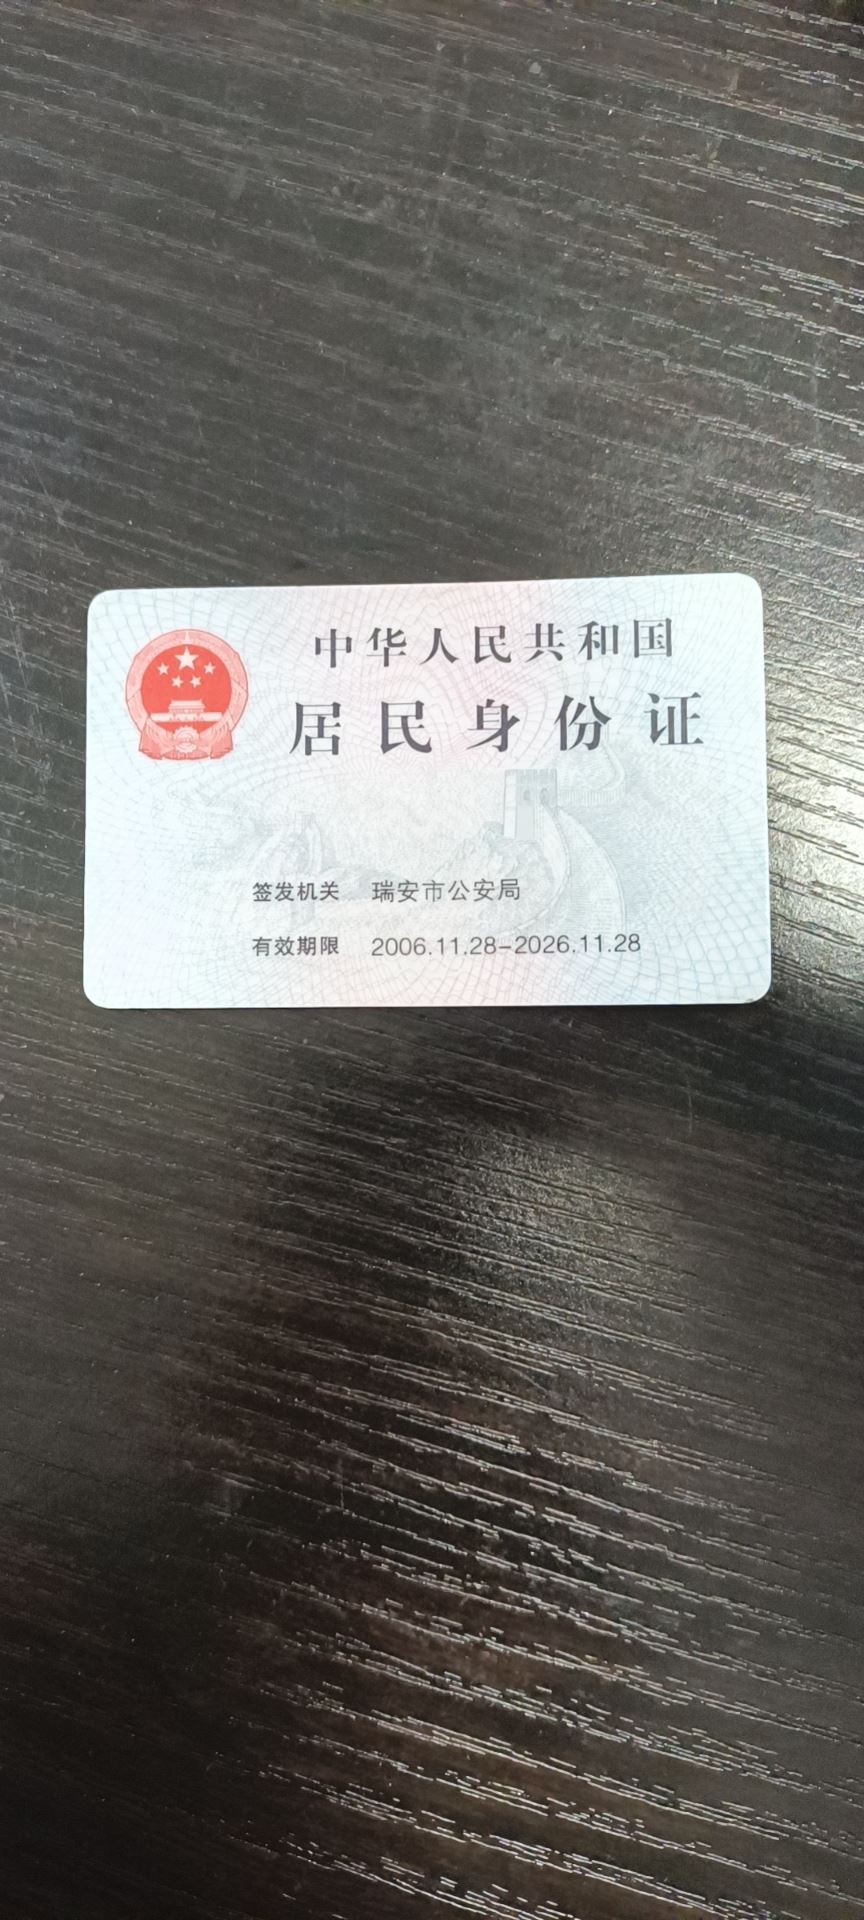 中华人民共和国
居民身份证
签发机关 瑞安市公安局
有效期限 2006.11.28-2026.11.28